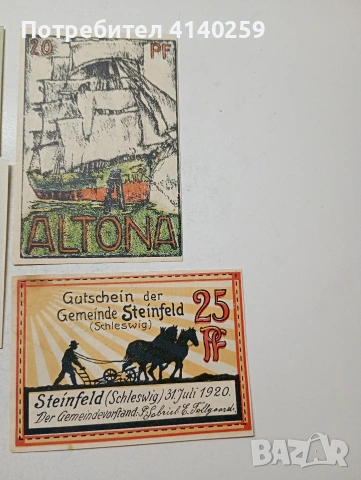 Потребител 4140259
20 PF
ALTONA
Gutschein der
Gemeinde Steinfeld
(Schleswig)
25
Pf
Steinfeld (Schleswig) 31. Juli 1920.
Der Gemeindevorstand:
BAZAR